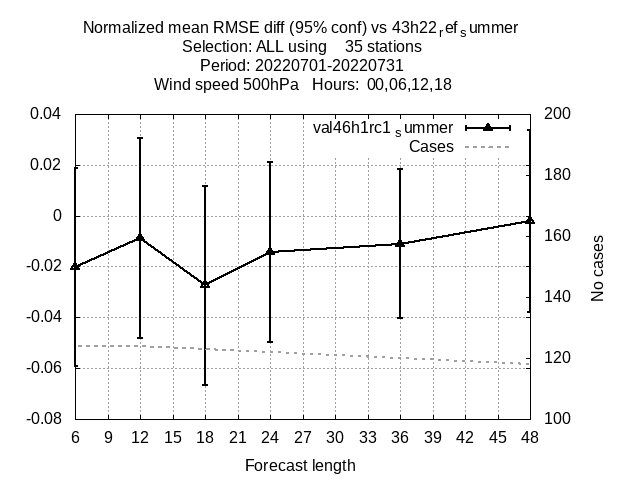 Normalized mean RMSE diff (95% conf) vs 43h22ref summer
Selection: ALL using 35 stations
Period: 20220701-20220731
Wind speed 500hPa Hours: 00,06,12,18
val46h1rc1summer
Cases
0.04
0.02
0
-0.02
-0.04
-0.06
-0.08
200
180
160
140
120
100
No cases
6 9 12 15 18 21 24 27 30 33 36 39 42 45 48
Forecast length